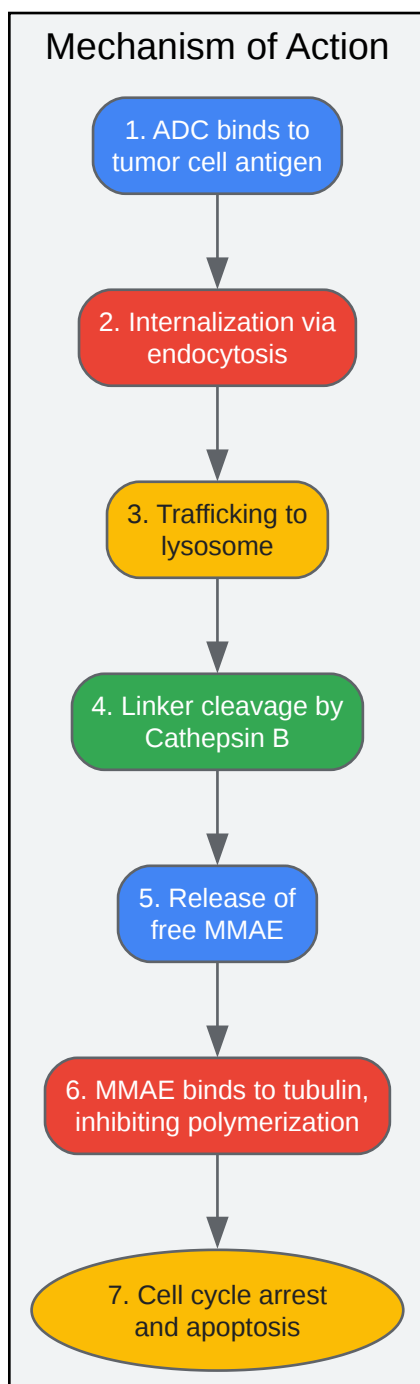 Mechanism of Action
1. ADC binds to
tumor cell antigen
2. Internalization via
endocytosis
3. Trafficking to
lysosome
4. Linker cleavage by
Cathepsin B
5. Release of
free MMAE
6. MMAE binds to tubulin,
inhibiting polymerization
7. Cell cycle arrest
and apoptosis